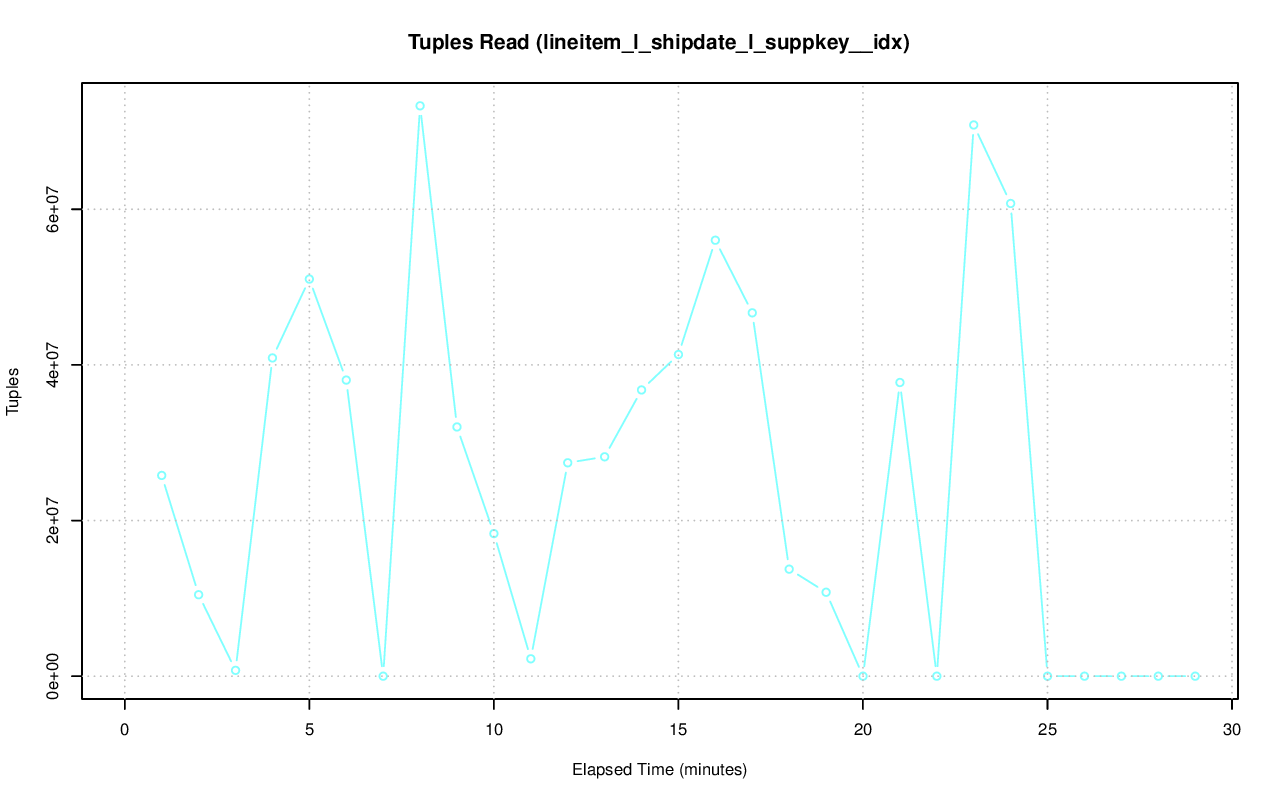 Tuples Read (lineitem_l_shipdate_l_suppkey__idx)
Tuples
6e+07
4e+07
2e+07
0e+00
0 5 10 15 20 25 30
Elapsed Time (minutes)